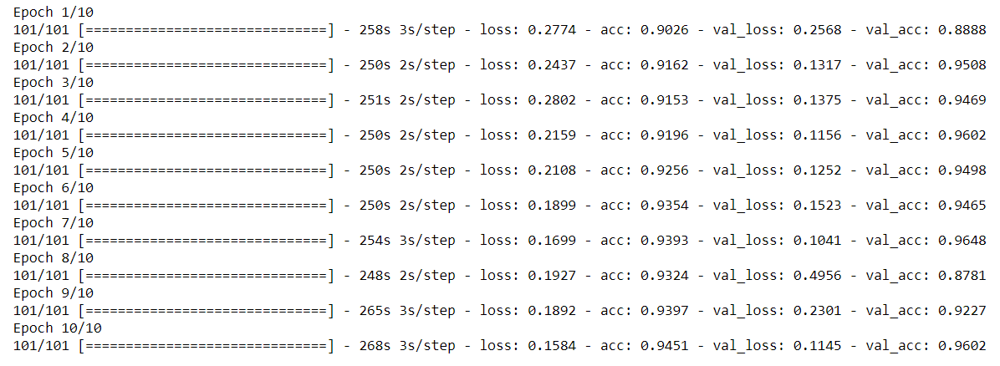 Epoch 1/10
101/101 [==============================] - 258s 3s/step - loss: 0.2774 - acc: 0.9026 - val_loss: 0.2568 - val_acc: 0.8888
Epoch 2/10
101/101 [==============================] - 250s 2s/step - loss: 0.2437 - acc: 0.9162 - val_loss: 0.1317 - val_acc: 0.9508
Epoch 3/10
101/101 [==============================] - 251s 2s/step - loss: 0.2802 - acc: 0.9153 - val_loss: 0.1375 - val_acc: 0.9469
Epoch 4/10
101/101 [==============================] - 250s 2s/step - loss: 0.2159 - acc: 0.9196 - val_loss: 0.1156 - val_acc: 0.9602
Epoch 5/10
101/101 [==============================] - 250s 2s/step - loss: 0.2108 - acc: 0.9256 - val_loss: 0.1252 - val_acc: 0.9498
Epoch 6/10
101/101 [==============================] - 250s 2s/step - loss: 0.1899 - acc: 0.9354 - val_loss: 0.1523 - val_acc: 0.9465
Epoch 7/10
101/101 [==============================] - 254s 3s/step - loss: 0.1699 - acc: 0.9393 - val_loss: 0.1041 - val_acc: 0.9648
Epoch 8/10
101/101 [==============================] - 248s 2s/step - loss: 0.1927 - acc: 0.9324 - val_loss: 0.4956 - val_acc: 0.8781
Epoch 9/10
101/101 [==============================] - 265s 3s/step - loss: 0.1892 - acc: 0.9397 - val_loss: 0.2301 - val_acc: 0.9227
Epoch 10/10
101/101 [==============================] - 268s 3s/step - loss: 0.1584 - acc: 0.9451 - val_loss: 0.1145 - val_acc: 0.9602